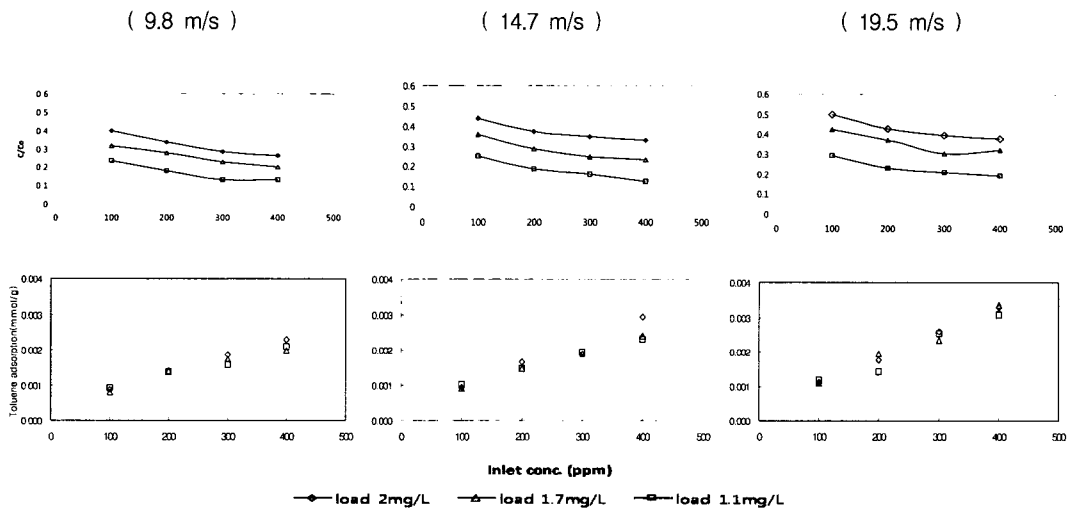 ( 9.8 m/s )
( 14.7 m/s )
( 19.5 m/s )
0 6
0 5
0.4
0.3
0 2
0 1
0
C/Co
0 100 200 300 400 500
0.6
0.5
0.4
0.3
0.2
0.1
0
0 100 200 300 400 500
0.6
0.5
0.4
0.3
0.2
0.1
0
0 100 200 300 400 500
0.004
0.003
0.002
0.001
0.000
Toluene adsorption(mmol/g)
0 100 200 300 400 500
0.004
0.003
0.002
0.001
0.000
0 100 200 300 400 500
0.004
0.003
0.002
0.001
0.000
0 100 200 300 400 500
Inlet conc. (ppm)
load 2mg/L load 1.7mg/L load 1.1mg/L